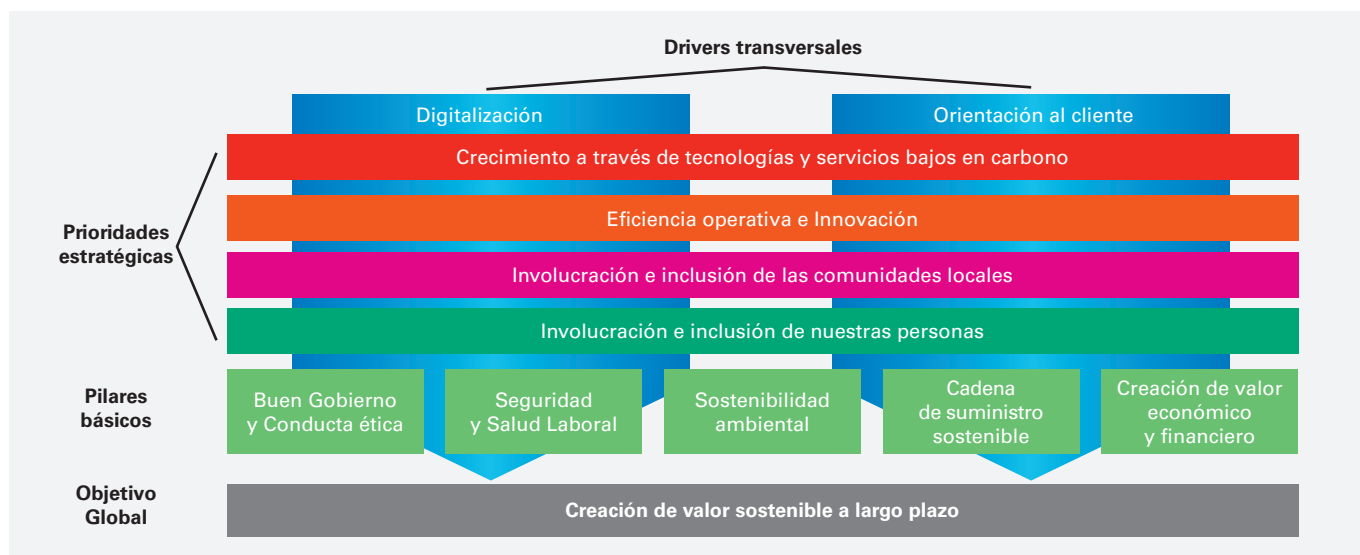 Drivers transversales
Digitalización
Orientación al cliente
Crecimiento a través de tecnologías y servicios bajos en carbono
Eficiencia operativa e Innovación
Prioridades
estratégicas
Involucración e inclusión de las comunidades locales
Involucración e inclusión de nuestras personas
Pilares
básicos
Buen Gobierno
y Conducta ética
Seguridad
y Salud Laboral
Sostenibilidad
ambiental
Cadena
de suministro
sostenible
Creación de valor
económico
y financiero
Objetivo
Global
Creación de valor sostenible a largo plazo